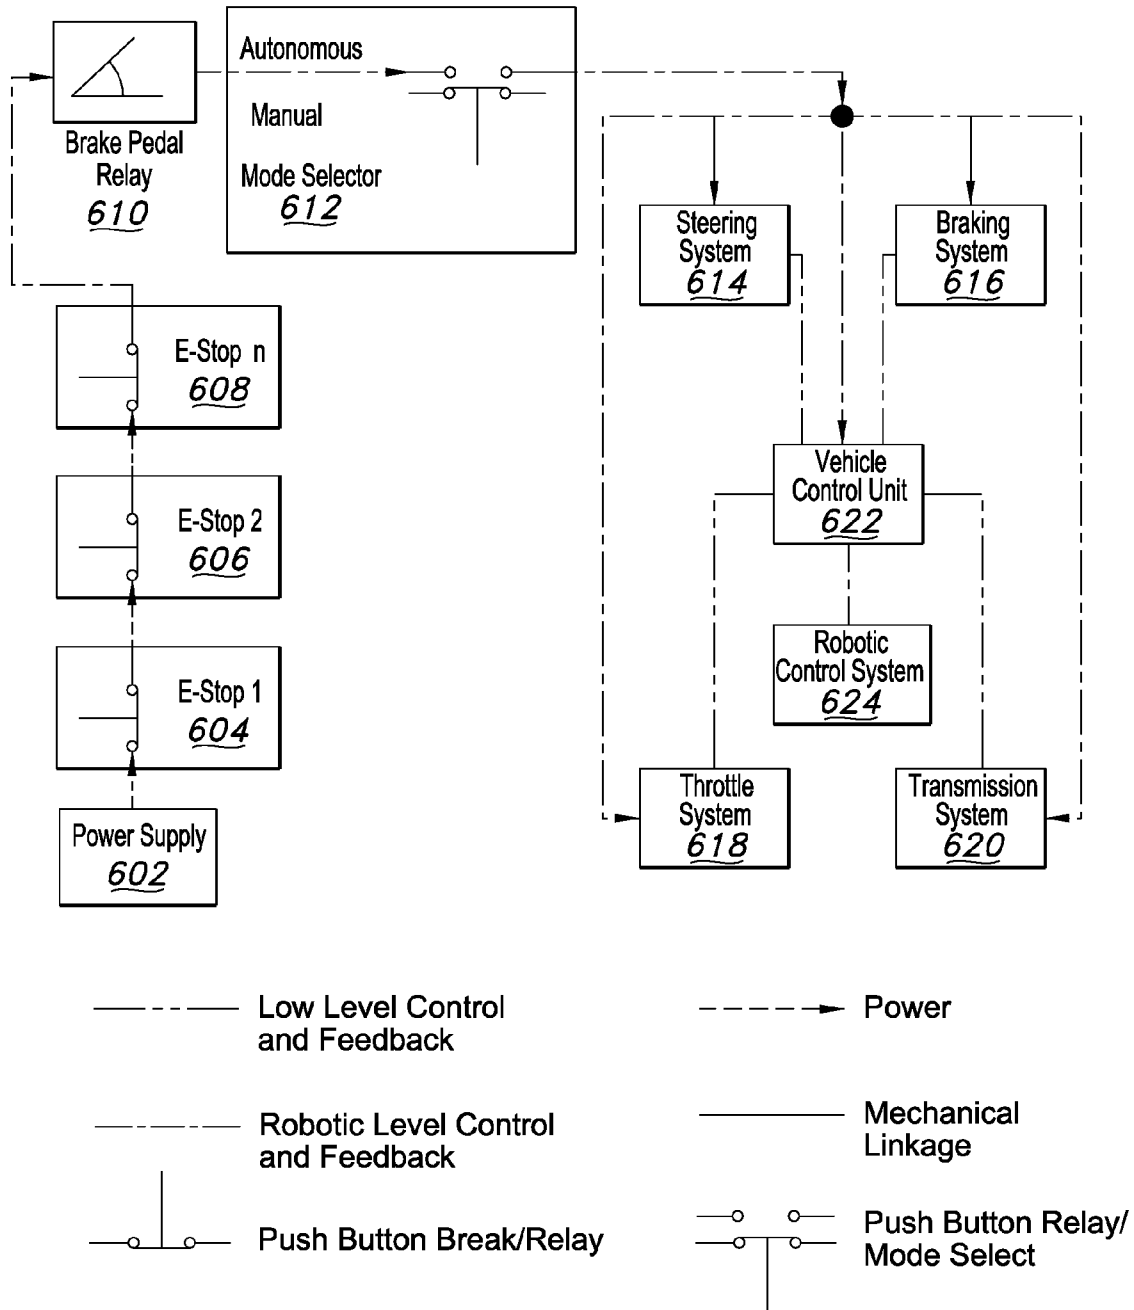 Autonomous
Manual
Mode Selector
612
Brake Pedal
Relay
610
Steering
System
614
Braking
System
616
E-Stop n
608
E-Stop 2
606
E-Stop 1
604
Power Supply
602
Vehicle
Control Unit
622
Robotic
Control System
624
Throttle
System
618
Transmission
System
620
Low Level Control
and Feedback
Power
Robotic Level Control
and Feedback
Mechanical
Linkage
Push Button Break/Relay
Push Button Relay/
Mode Select